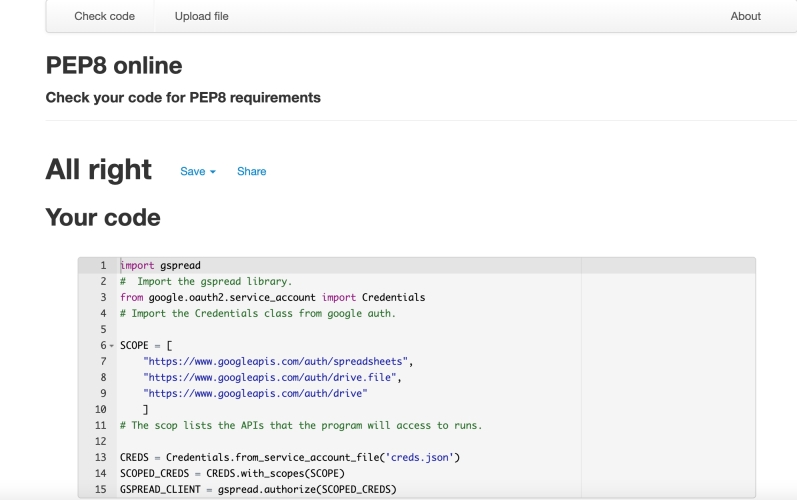 Check code Upload file About
PEP8 online
Check your code for PEP8 requirements
All right Save Share
Your code
1 import gspread
2 #  Import the gspread library.
3 from google.oauth2.service_account import Credentials
4 # Import the Credentials class from google auth.
5
6 SCOPE = [
7     "https://www.googleapis.com/auth/spreadsheets",
8     "https://www.googleapis.com/auth/drive.file",
9     "https://www.googleapis.com/auth/drive"
10     ]
11 # The scop lists the APIs that the program will access to runs.
12
13 CREDS = Credentials.from_service_account_file('creds.json')
14 SCOPED_CREDS = CREDS.with_scopes(SCOPE)
15 GSPREAD_CLIENT = gspread.authorize(SCOPED_CREDS)